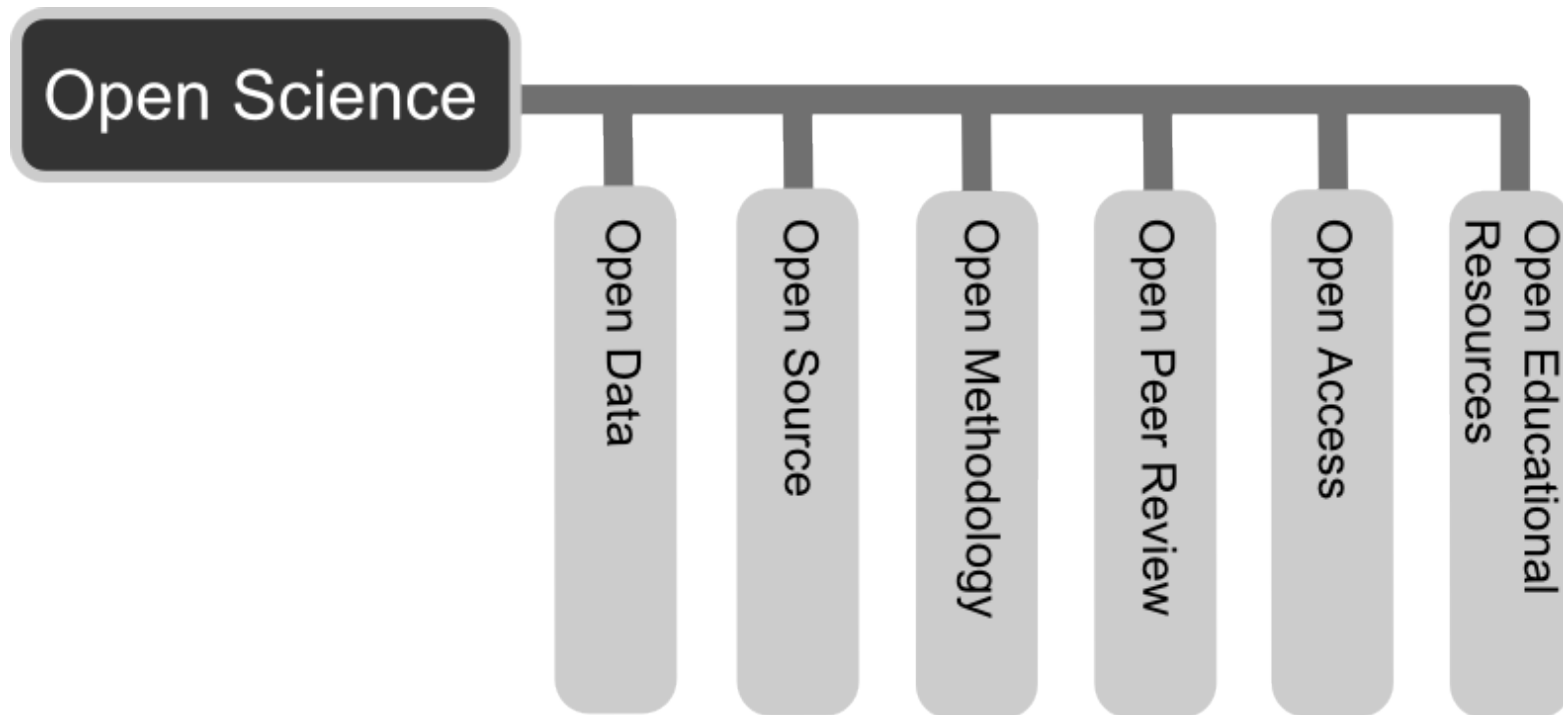 Open Science
Open Data
Open Source
Open Methodology
Open Peer Review
Open Access
Open Educational
Resources